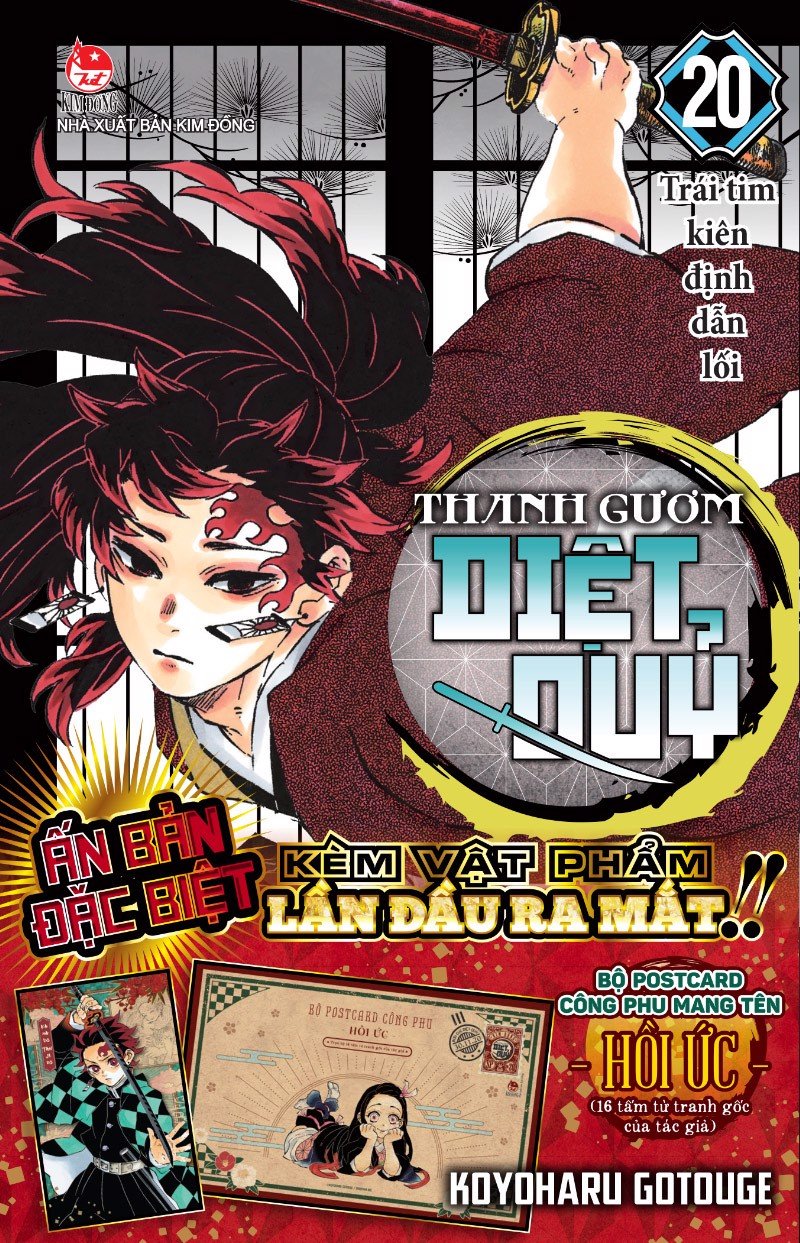 KIM ĐỒNG
NHÀ XUẤT BẢN KIM ĐỒNG
20
Trái tim
kiên
định
dẫn
lối
THANH GƯƠM
DIỆT
QUỶ
ẤN BẢN
ĐẶC BIỆT
KÈM VẬT PHẨM
LẦN ĐẦU RA MẮT!!
BỘ POSTCARD CÔNG PHU
HỒI ỨC
BỘ POSTCARD
CÔNG PHU MANG TÊN
- HỒI ỨC -
(16 tấm từ tranh gốc
của tác giả)
KOYOHARU GOTOUGE